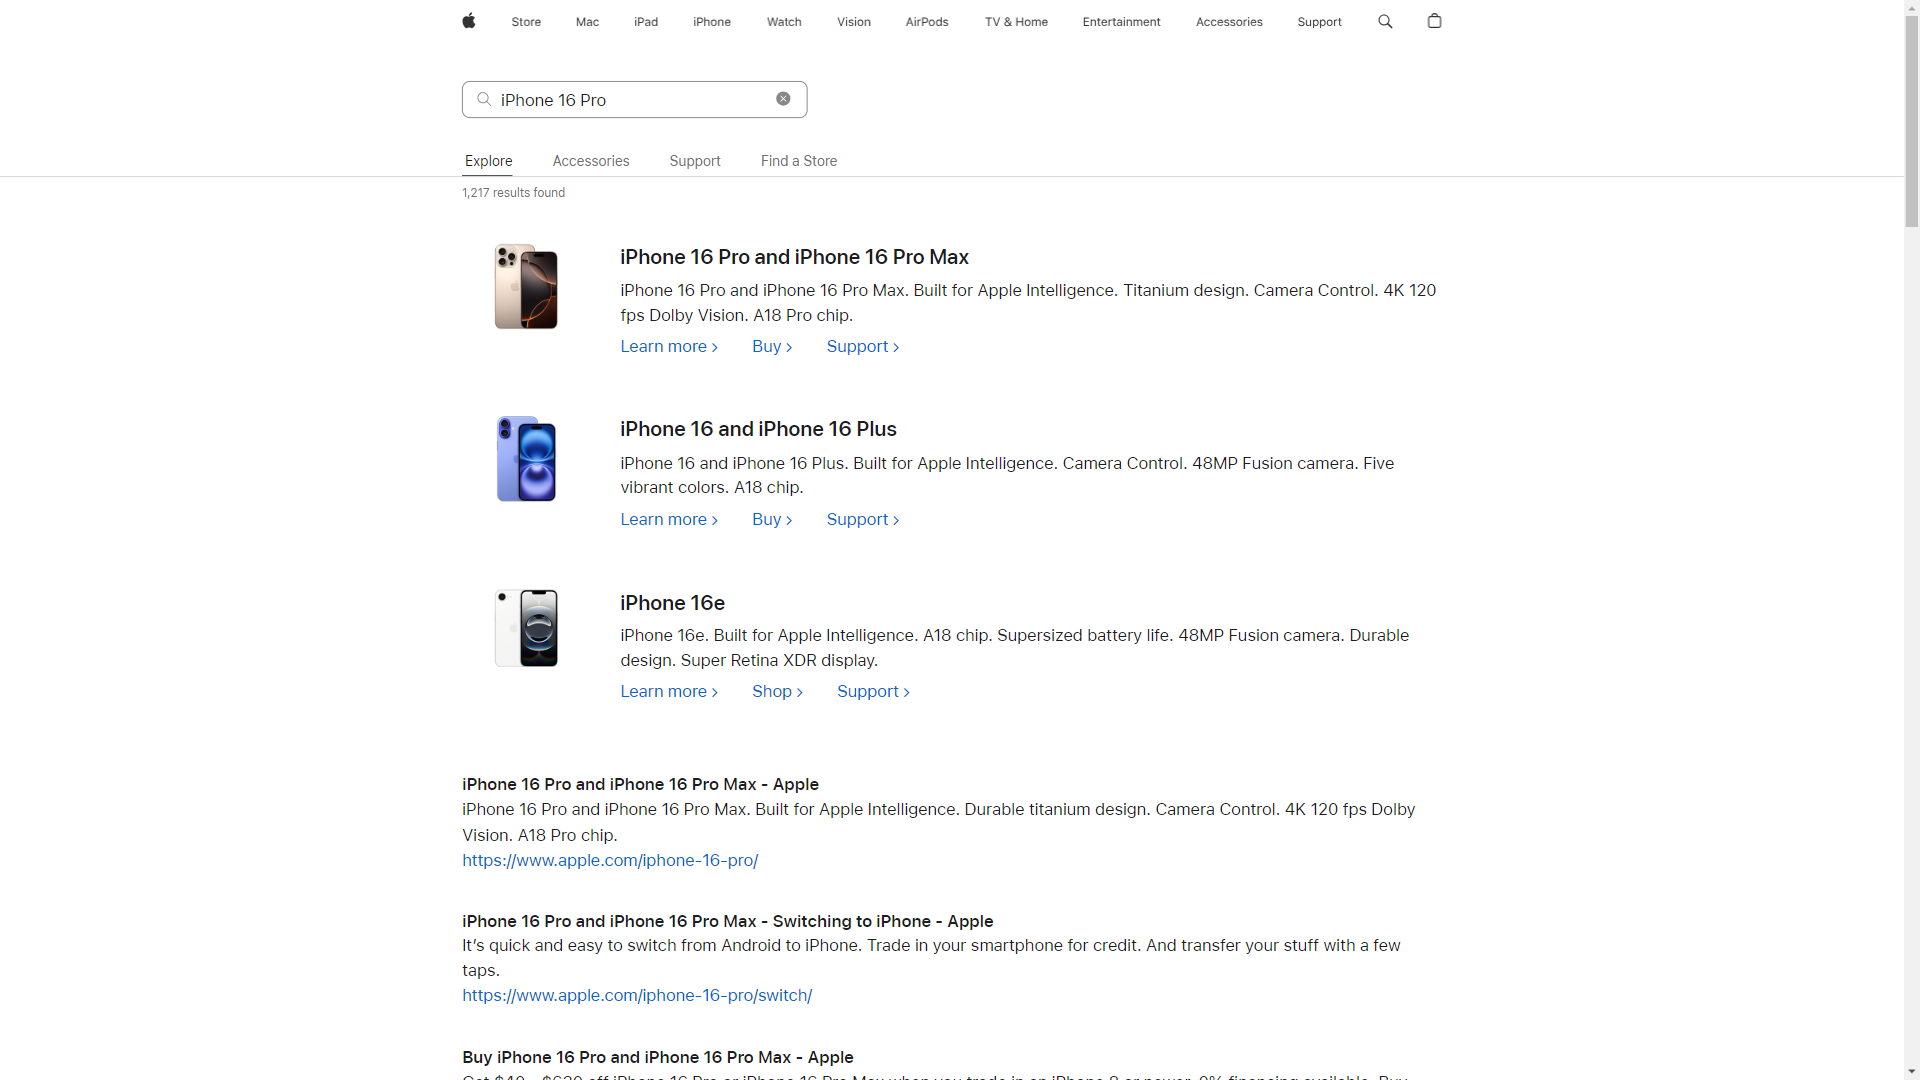 Store Mac iPad iPhone Watch Vision AirPods TV & Home Entertainment Accessories Support
iPhone 16 Pro
Explore Accessories Support Find a Store
1,217 results found
iPhone 16 Pro and iPhone 16 Pro Max
iPhone 16 Pro and iPhone 16 Pro Max. Built for Apple Intelligence. Titanium design. Camera Control. 4K 120
fps Dolby Vision. A18 Pro chip.
Learn more > Buy > Support >
iPhone 16 and iPhone 16 Plus
iPhone 16 and iPhone 16 Plus. Built for Apple Intelligence. Camera Control. 48MP Fusion camera. Five
vibrant colors. A18 chip.
Learn more > Buy > Support >
iPhone 16e
iPhone 16e. Built for Apple Intelligence. A18 chip. Supersized battery life. 48MP Fusion camera. Durable
design. Super Retina XDR display.
Learn more > Shop > Support >
iPhone 16 Pro and iPhone 16 Pro Max - Apple
iPhone 16 Pro and iPhone 16 Pro Max. Built for Apple Intelligence. Durable titanium design. Camera Control. 4K 120 fps Dolby
Vision. A18 Pro chip.
https://www.apple.com/iphone-16-pro/
iPhone 16 Pro and iPhone 16 Pro Max - Switching to iPhone - Apple
It’s quick and easy to switch from Android to iPhone. Trade in your smartphone for credit. And transfer your stuff with a few
taps.
https://www.apple.com/iphone-16-pro/switch/
Buy iPhone 16 Pro and iPhone 16 Pro Max - Apple